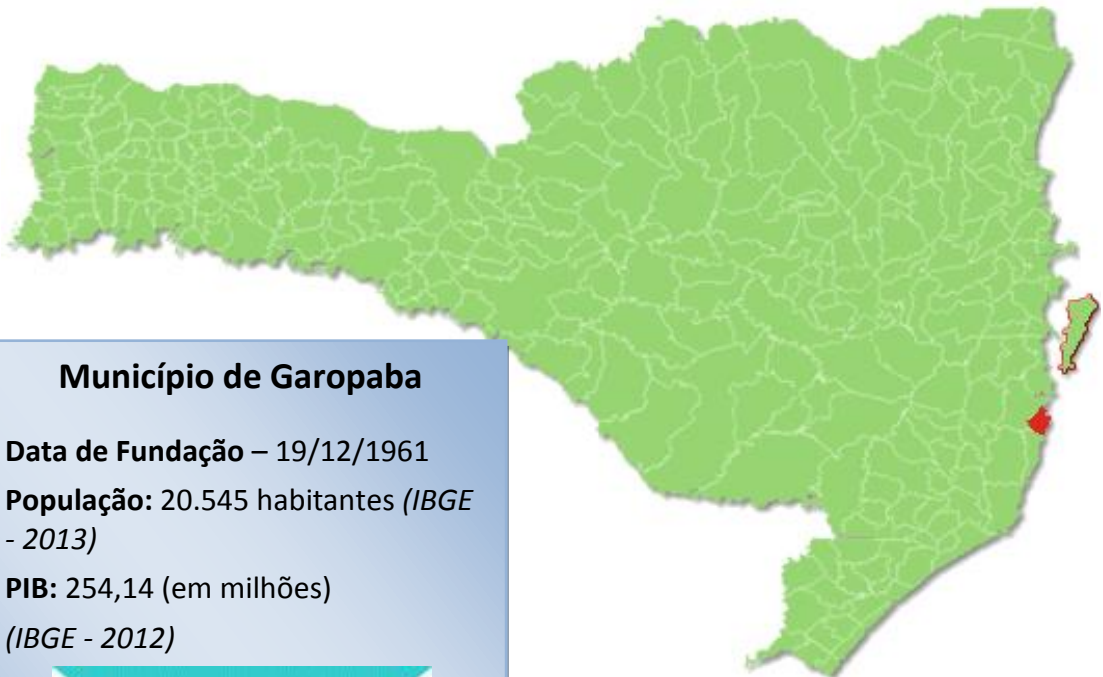 Município de Garopaba
Data de Fundação – 19/12/1961
População: 20.545 habitantes (IBGE
- 2013)
PIB: 254,14 (em milhões)
(IBGE - 2012)